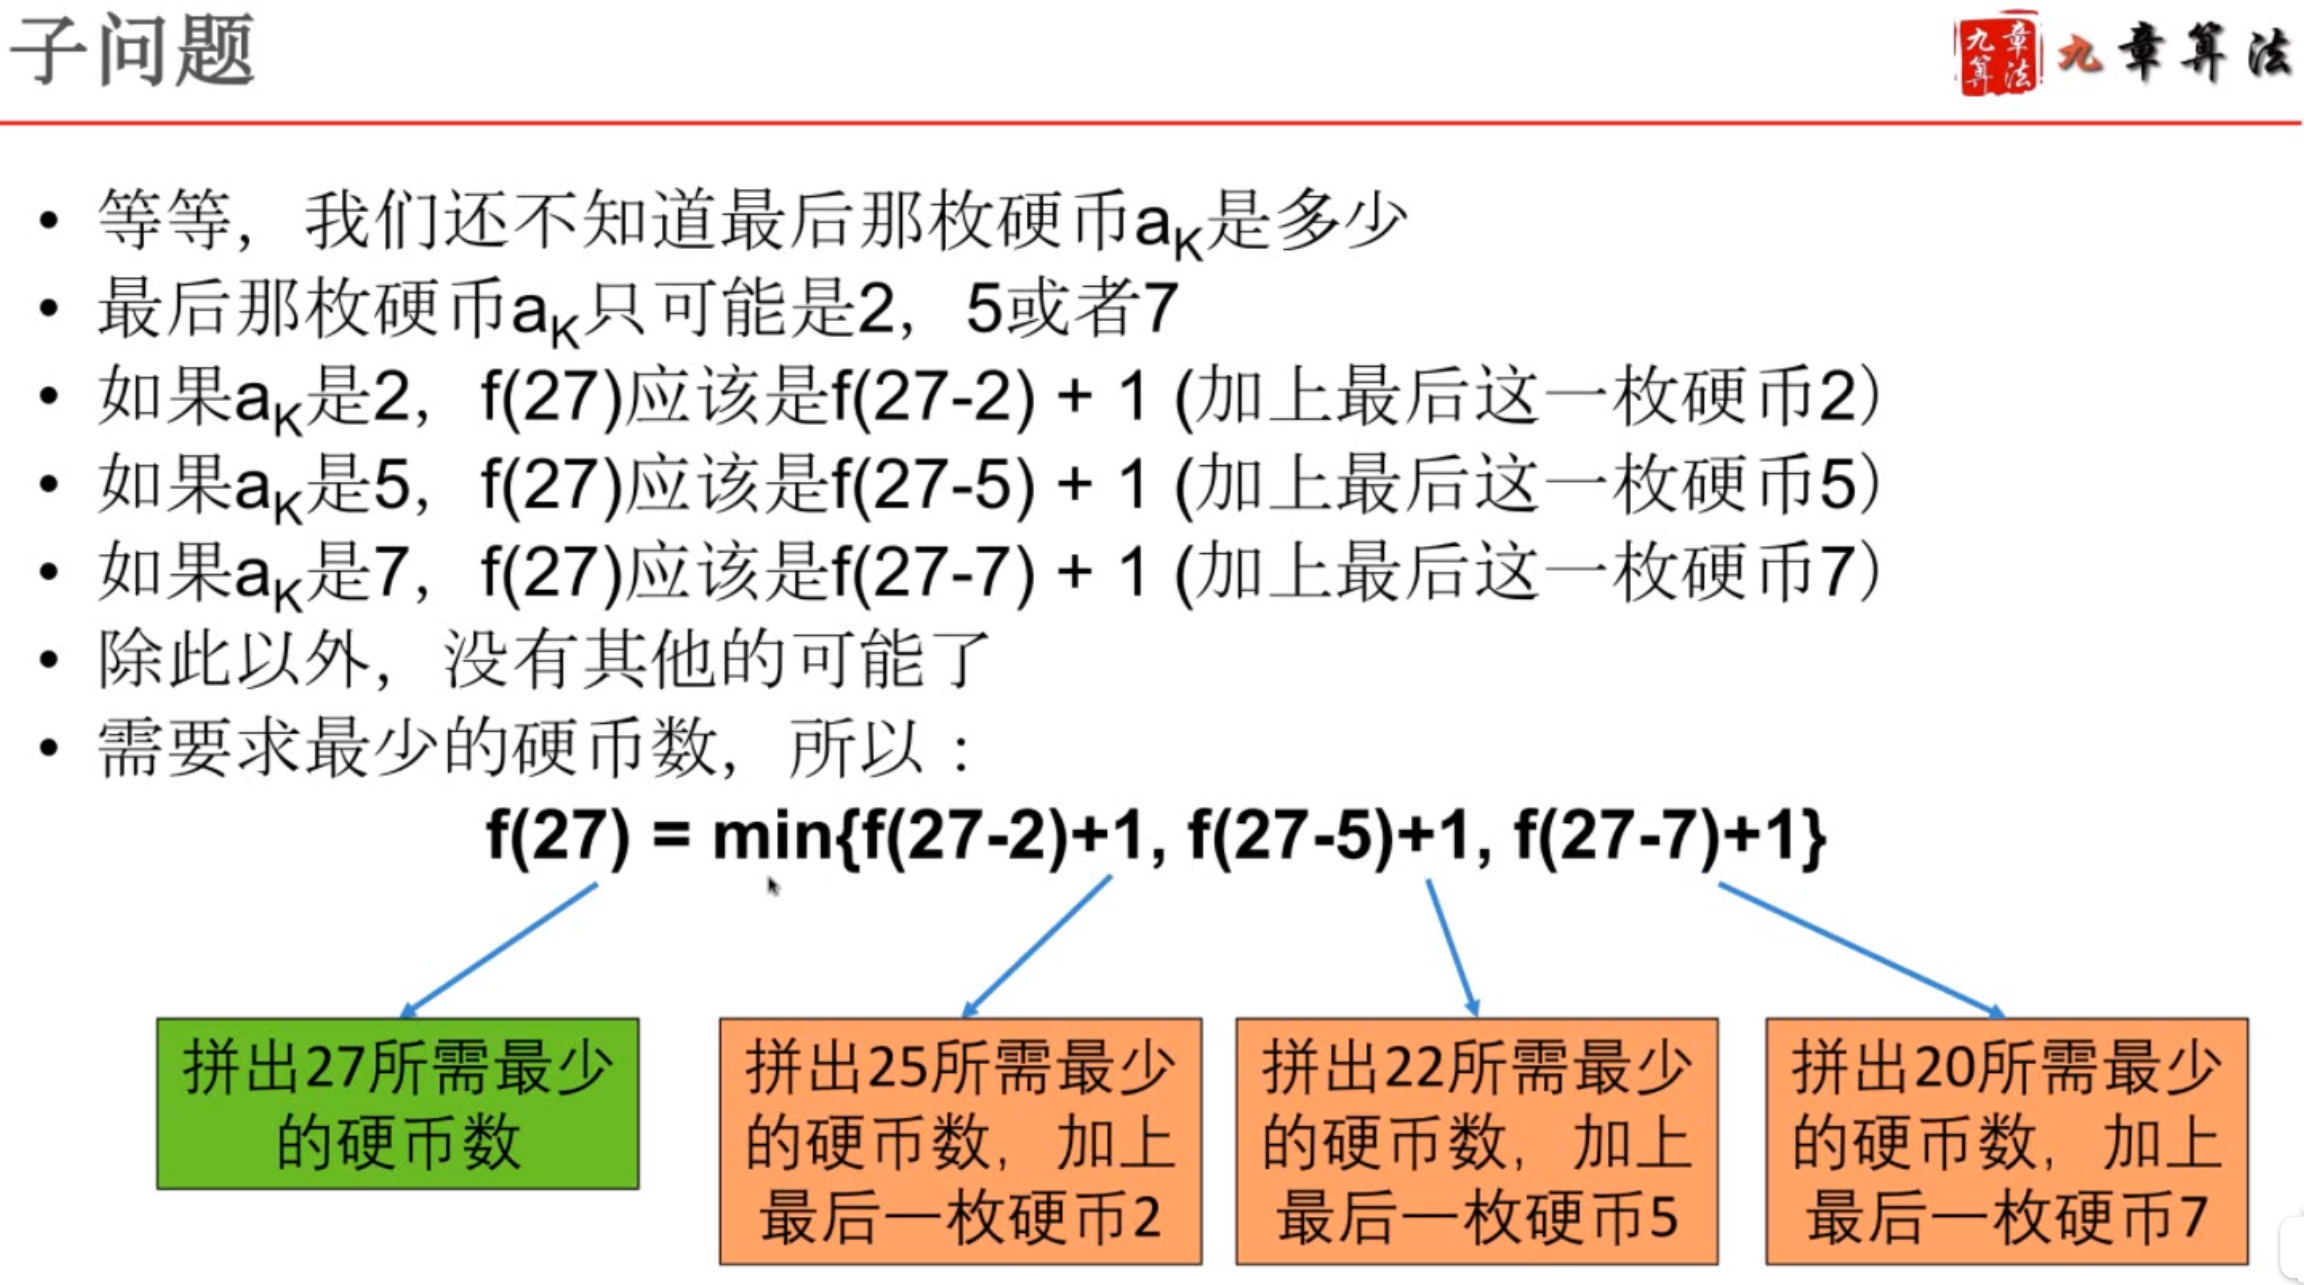 子问题
九章算法
九章算法
• 等等，我们还不知道最后那枚硬币aK是多少
• 最后那枚硬币aK只可能是2，5或者7
• 如果aK是2，f(27)应该是f(27-2) + 1 (加上最后这一枚硬币2）
• 如果aK是5，f(27)应该是f(27-5) + 1 (加上最后这一枚硬币5）
• 如果aK是7，f(27)应该是f(27-7) + 1 (加上最后这一枚硬币7）
• 除此以外，没有其他的可能了
• 需要求最少的硬币数，所以：
f(27) = min{f(27-2)+1, f(27-5)+1, f(27-7)+1}
拼出27所需最少
的硬币数
拼出25所需最少
的硬币数，加上
最后一枚硬币2
拼出22所需最少
的硬币数，加上
最后一枚硬币5
拼出20所需最少
的硬币数，加上
最后一枚硬币7